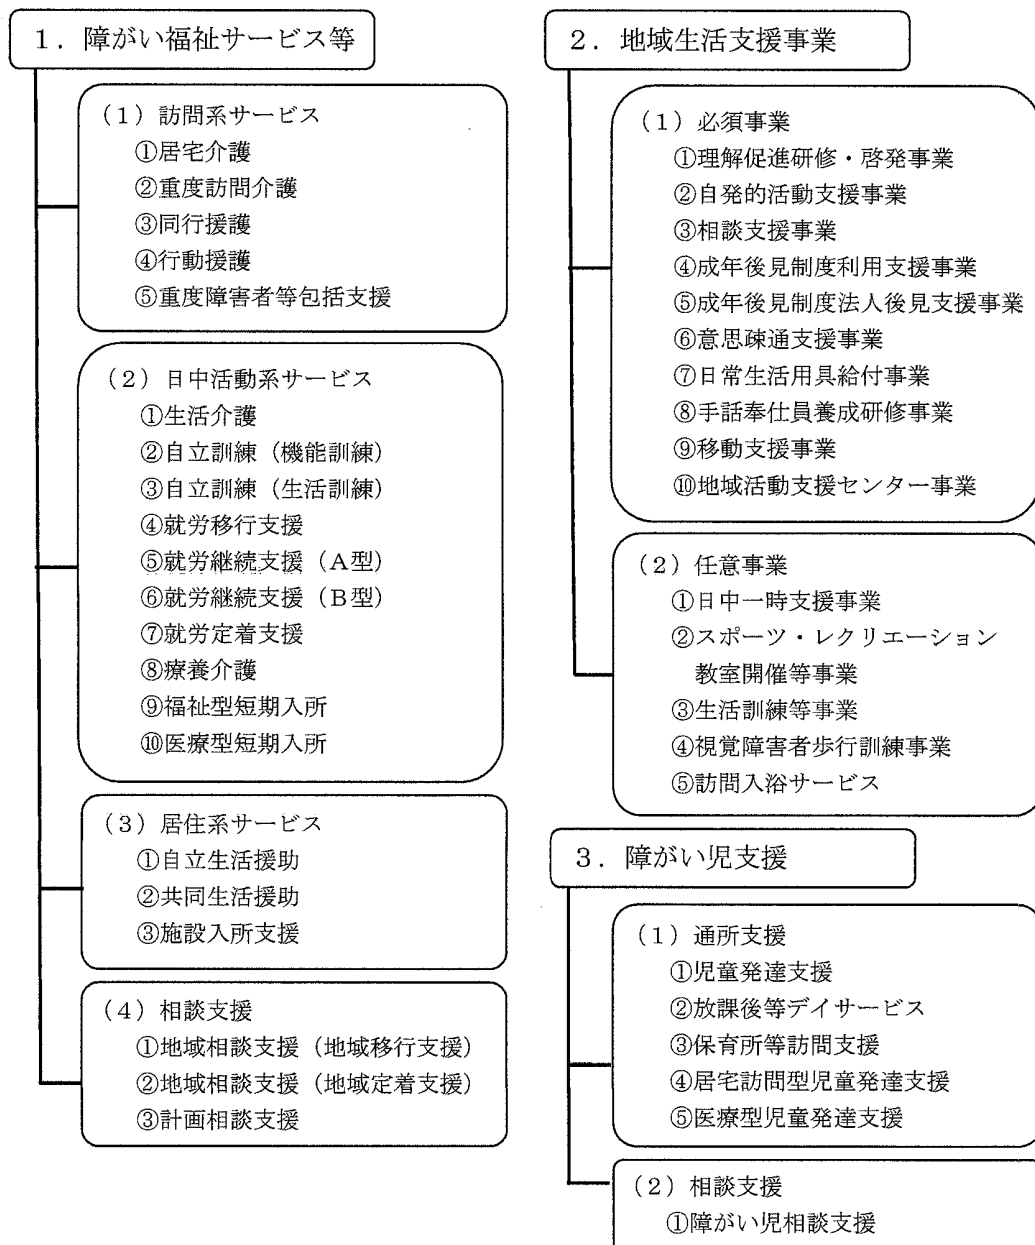 1．障がい福祉サービス等
（1）訪問系サービス
①居宅介護
②重度訪問介護
③同行援護
④行動援護
⑤重度障害者等包括支援
（2）日中活動系サービス
①生活介護
②自立訓練（機能訓練）
③自立訓練（生活訓練）
④就労移行支援
⑤就労継続支援（A型）
⑥就労継続支援（B型）
⑦就労定着支援
⑧療養介護
⑨福祉型短期入所
⑩医療型短期入所
（3）居住系サービス
①自立生活援助
②共同生活援助
③施設入所支援
（4）相談支援
①地域相談支援（地域移行支援）
②地域相談支援（地域定着支援）
③計画相談支援
2．地域生活支援事業
（1）必須事業
①理解促進研修・啓発事業
②自発的活動支援事業
③相談支援事業
④成年後見制度利用支援事業
⑤成年後見制度法人後見支援事業
⑥意思疎通支援事業
⑦日常生活用具給付事業
⑧手話奉仕員養成研修事業
⑨移動支援事業
⑩地域活動支援センター事業
（2）任意事業
①日中一時支援事業
②スポーツ・レクリエーション
教室開催等事業
③生活訓練等事業
④視覚障害者歩行訓練事業
⑤訪問入浴サービス
3．障がい児支援
（1）通所支援
①児童発達支援
②放課後等デイサービス
③保育所等訪問支援
④居宅訪問型児童発達支援
⑤医療型児童発達支援
（2）相談支援
①障がい児相談支援